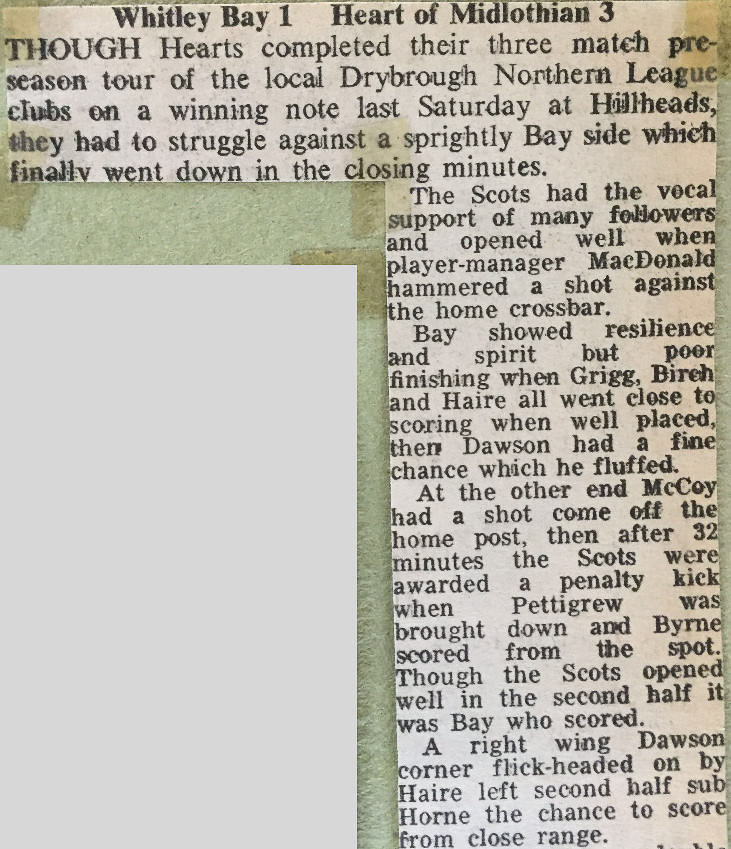 Whitley Bay 1 Heart of Midlothian 3
THOUGH Hearts completed their three match pre-
season tour of the local Drybrough Northern League
clubs on a winning note last Saturday at Hillheads,
they had to struggle against a sprightly Bay side which
finally went down in the closing minutes.
The Scots had the vocal
support of many followers
and opened well when
player-manager MacDonald
hammered a shot against
the home crossbar.
Bay showed resilience
and spirit but poor
finishing when Grigg, Birch
and Haire all went close to
scoring when well placed,
then Dawson had a fine
chance which he fluffed.
At the other end McCoy
had a shot come off the
home post, then after 32
minutes the Scots were
awarded a penalty kick
when Pettigrew was
brought down and Byrne
scored from the spot.
Though the Scots opened
well in the second half it
was Bay who scored.
A right wing Dawson
corner flick-headed on by
Haire left second half sub
Horne the chance to score
from close range.